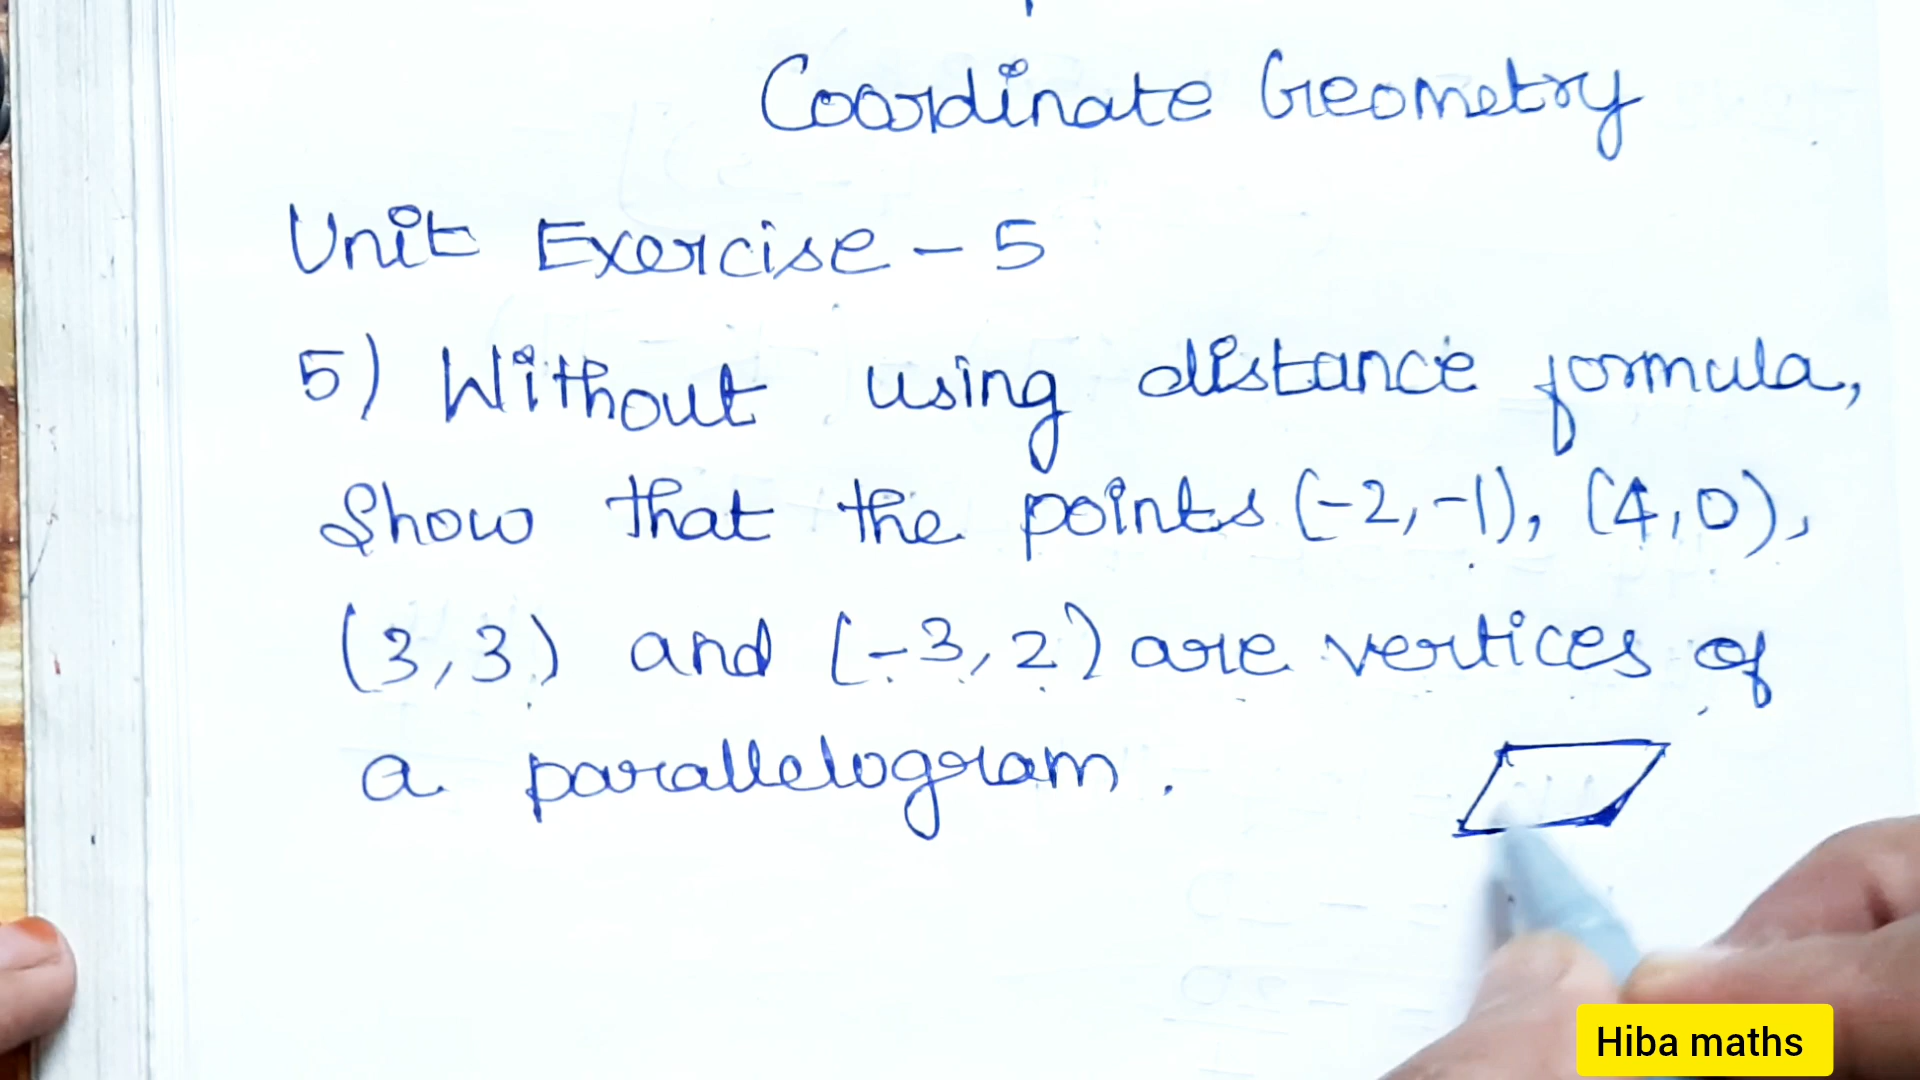 Coordinate Geometry
Unit Exercise - 5
5) Without using distance formula,
Show that the points (-2,-1), (4,0),
(3,3) and (-3,2) are vertices of
a parallelogram.
Hiba maths